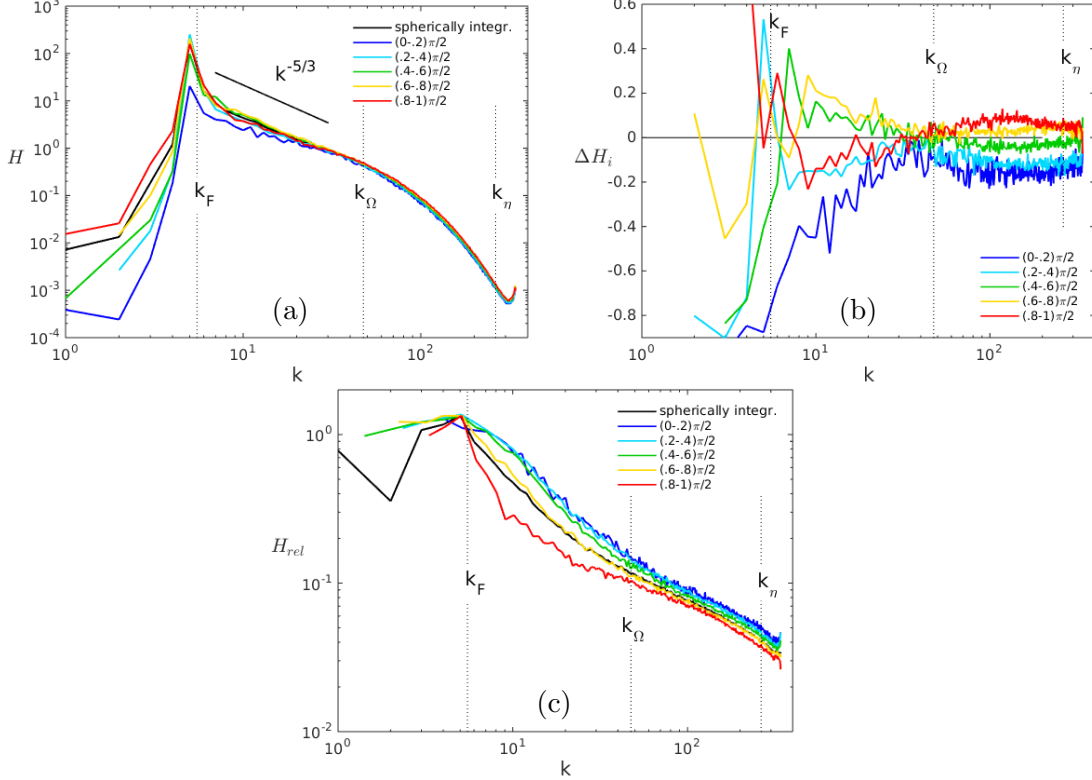 10³
10²
10¹
10⁰
10⁻¹
10⁻²
10⁻³
10⁻⁴
H
k_F
k^{-5/3}
spherically integr.
(0-.2)π/2
(.2-.4)π/2
(.4-.6)π/2
(.6-.8)π/2
(.8-1)π/2
k_Ω
k_η
(a)
10⁰
10¹
10²
k
0.6
0.4
0.2
0
-0.2
-0.4
-0.6
-0.8
ΔH_i
k_F
k_Ω
k_η
(0-.2)π/2
(.2-.4)π/2
(.4-.6)π/2
(.6-.8)π/2
(.8-1)π/2
(b)
10⁰
10¹
10²
k
10⁰
10⁻¹
10⁻²
H_{rel}
spherically integr.
(0-.2)π/2
(.2-.4)π/2
(.4-.6)π/2
(.6-.8)π/2
(.8-1)π/2
k_F
k_η
k_Ω
(c)
10⁰
10¹
10²
k